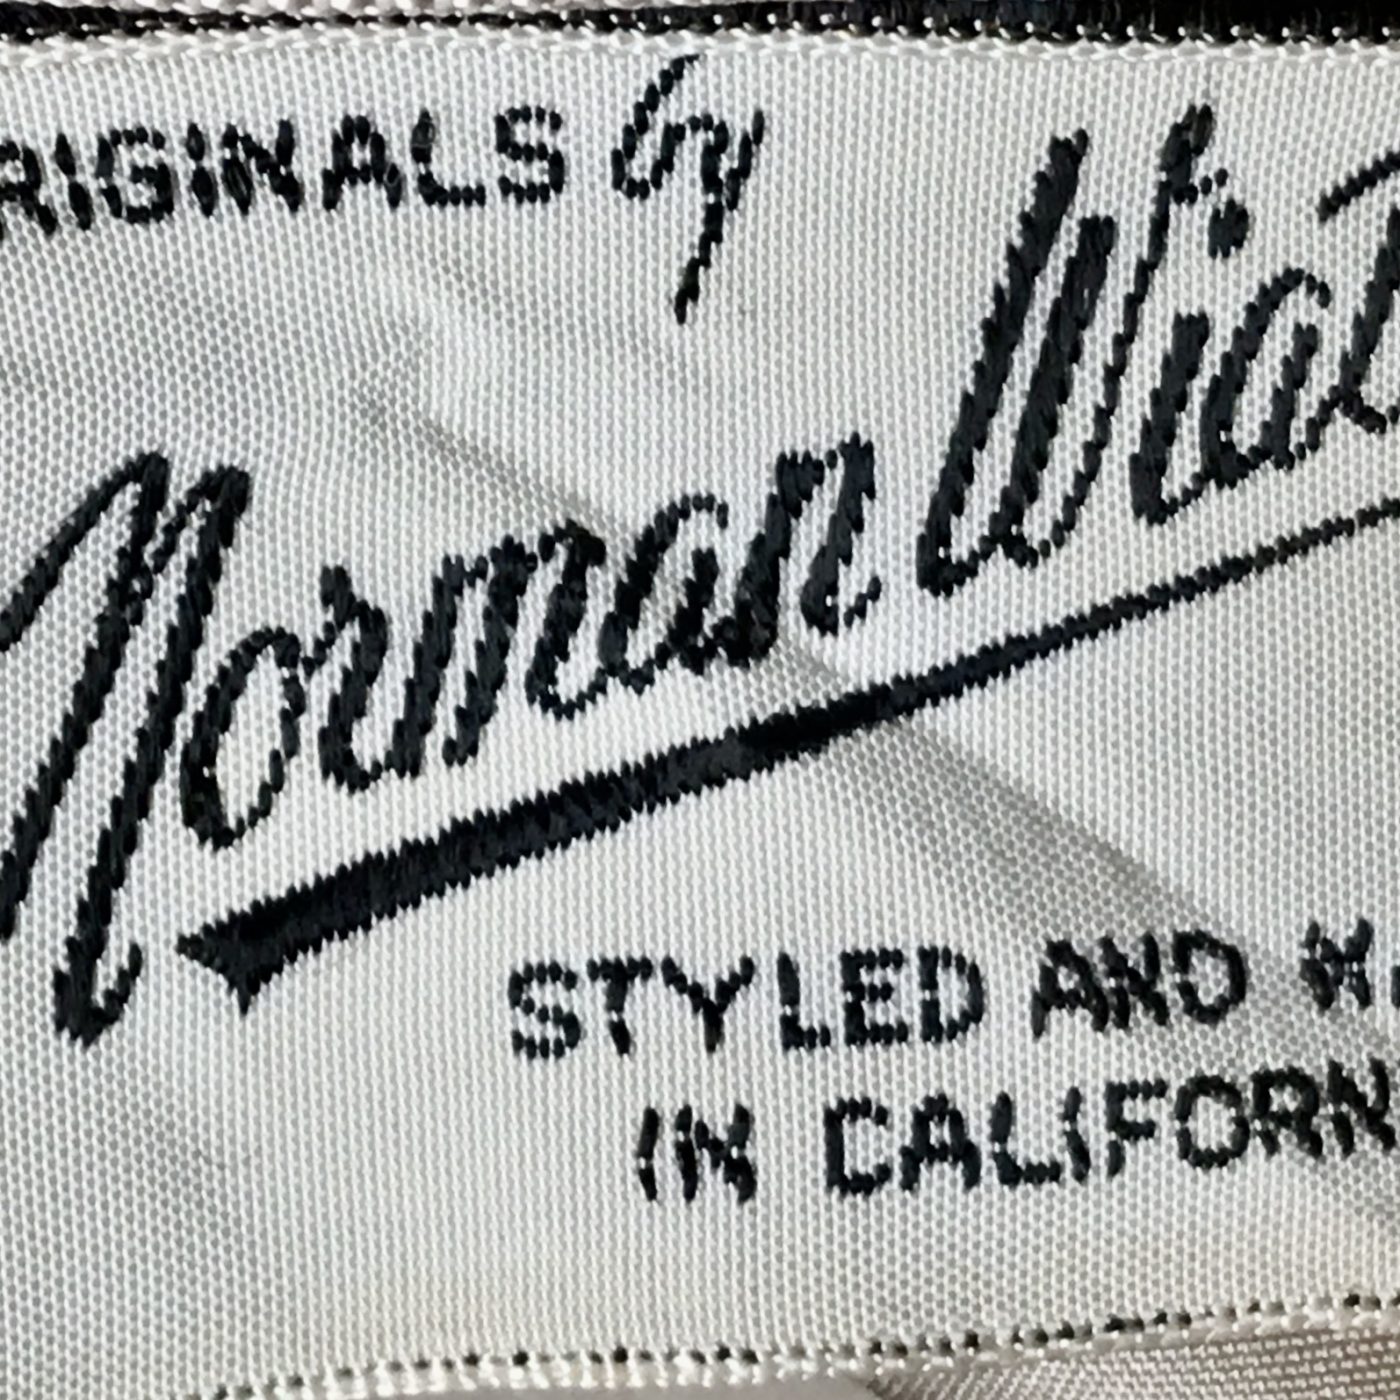 RIGINALS by
Norman Wiat
STYLED AND
IN CALIFORN